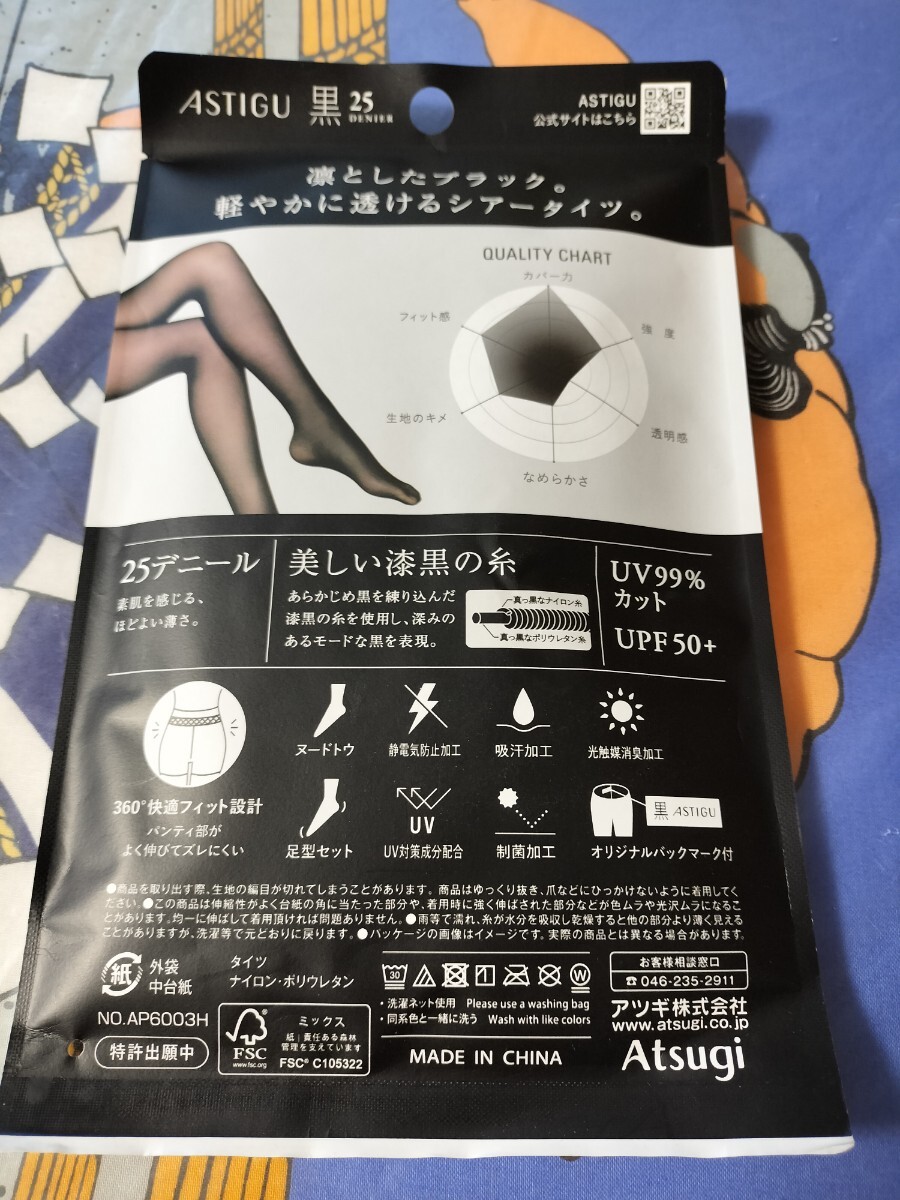 ASTIGU 黒 25 DENIER
ASTIGU
公式サイトはこちら
凛としたブラック。
軽やかに透けるシアータイツ。
QUALITY CHART
カバー力
フィット感
強度
生地のキメ
透明感
なめらかさ
25デニール
素肌を感じる、
ほどよい薄さ。
美しい漆黒の糸
あらかじめ黒を練り込んだ
漆黒の糸を使用し、深みの
あるモードな黒を表現。
真っ黒なナイロン糸
真っ黒なポリウレタン糸
UV99%
カット
UPF50+
360°快適フィット設計
パンティ部が
よく伸びてズレにくい
ヌードトウ
静電気防止加工
吸汗加工
光触媒消臭加工
足型セット
UV
UV対策成分配合
制菌加工
黒 ASTIGU
オリジナルバックマーク付
●商品を取り出す際、生地の編目が切れてしまうことがあります。商品はゆっくり抜き、爪などにひっかけないように着用してく
ださい。●この商品は伸縮性がよく台紙の角に当たった部分や、着用時に強く伸ばされた部分などが色ムラや光沢ムラになるこ
とがあります。均一に伸ばして着用頂ければ問題ありません。●雨等で濡れ、糸が水分を吸収し乾燥すると他の部分より薄く見える
ことがありますが、洗濯等で元どおりに戻ります。●パッケージの画像はイメージです。実際の商品とは異なる場合があります。
紙
外袋
中台紙
タイツ
ナイロン・ポリウレタン
NO.AP6003H
特許出願中
FSC
www.fsc.org
ミックス
紙|責任ある森林
管理を支えています
FSC® C105322
30
W
・洗濯ネット使用 Please use a washing bag
・同系色と一緒に洗う Wash with like colors
MADE IN CHINA
お客様相談窓口
046-235-2911
アツギ株式会社
www.atsugi.co.jp
Atsugi